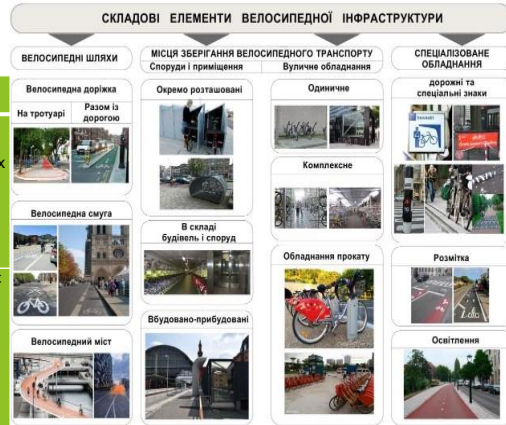 СКЛАДОВІ ЕЛЕМЕНТИ ВЕЛОСИПЕДНОЇ ІНФРАСТРУКТУРИ
ВЕЛОСИПЕДНІ ШЛЯХИ
Велосипедна доріжка
На тротуарі
Разом із
дорогою
Велосипедна смуга
Велосипедний міст
МІСЦЯ ЗБЕРІГАННЯ ВЕЛОСИПЕДНОГО ТРАНСПОРТУ
Споруди і приміщення
Вуличне обладнання
Окремо розташовані
В складі
будівель і споруд
Вбудовано-прибудовані
Одиничне
Комплексне
Обладнання прокату
СПЕЦІАЛІЗОВАНЕ
ОБЛАДНАННЯ
дорожні та
спеціальні знаки
Розмітка
Освітлення